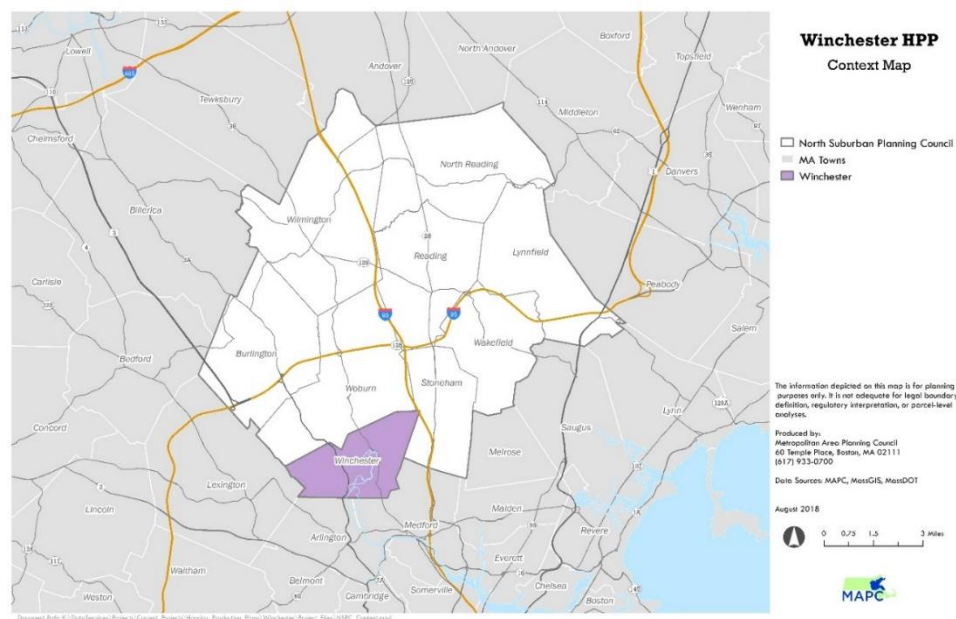 Winchester HPP
Context Map
North Suburban Planning Council
MA Towns
Winchester
The information depicted on this map is for planning
purposes only. It is not adequate for legal boundary
definition, regulatory interpretation, or parcel-level
analyses.
Produced by:
Metropolitan Area Planning Council
60 Temple Place, Boston, MA 02111
(617) 933-0700
Data Sources: MAPC, MassGIS, MassDOT
August 2018
0 0.75 1.5 3 Miles
MAPC
Lowell
North Andover
Boxford
Topsfield
Andover
Tewksbury
Middleton
Wenham
Chelmsford
North Reading
Danvers
Billerica
Wilmington
Reading
Lynnfield
Carlisle
Peabody
Salem
Bedford
Burlington
Wakefield
Woburn
Stoneham
Concord
Lynn
Saugus
Melrose
Winchester
Lexington
Lincoln
Malden
Medford
Arlington
Revere
Everett
Waltham
Belmont
Chelsea
Somerville
Cambridge
Weston
Boston
495
93
95